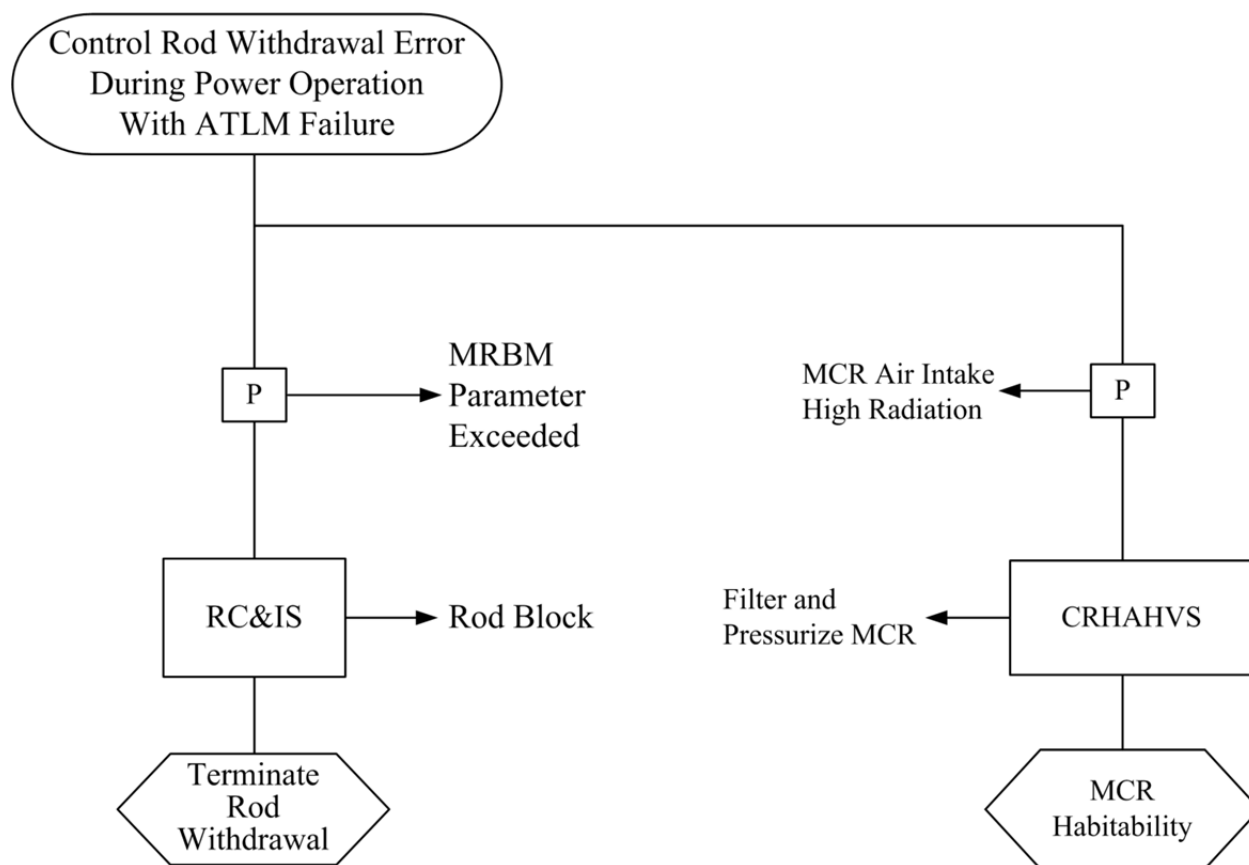 Control Rod Withdrawal Error
During Power Operation
With ATLM Failure
P
MRBM
Parameter
Exceeded
MCR Air Intake
High Radiation
P
RC&IS
Rod Block
Filter and
Pressurize MCR
CRHAHVS
Terminate
Rod
Withdrawal
MCR
Habitability